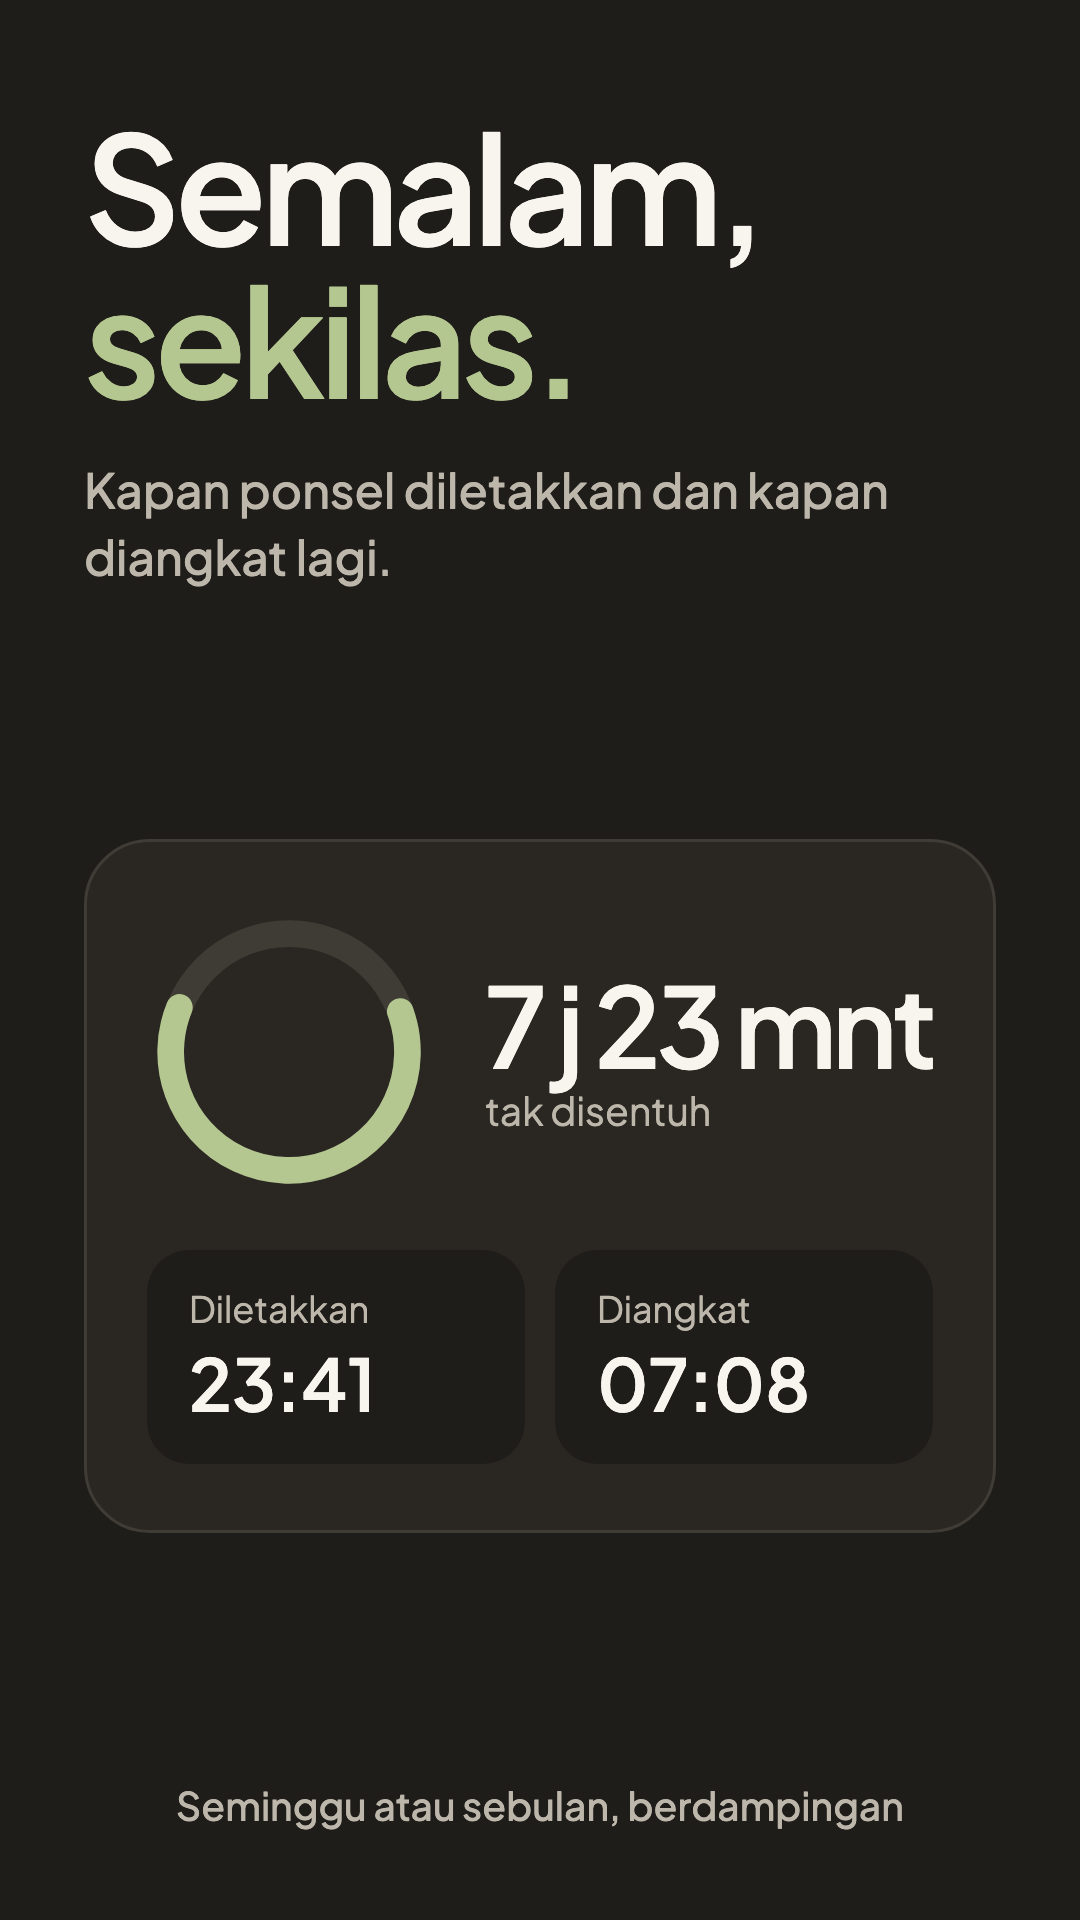 Semalam,
sekilas.
Kapan ponsel diletakkan dan kapan
diangkat lagi.
7 j 23 mnt
tak disentuh
Diletakkan
23:41
Diangkat
07:08
Seminggu atau sebulan, berdampingan